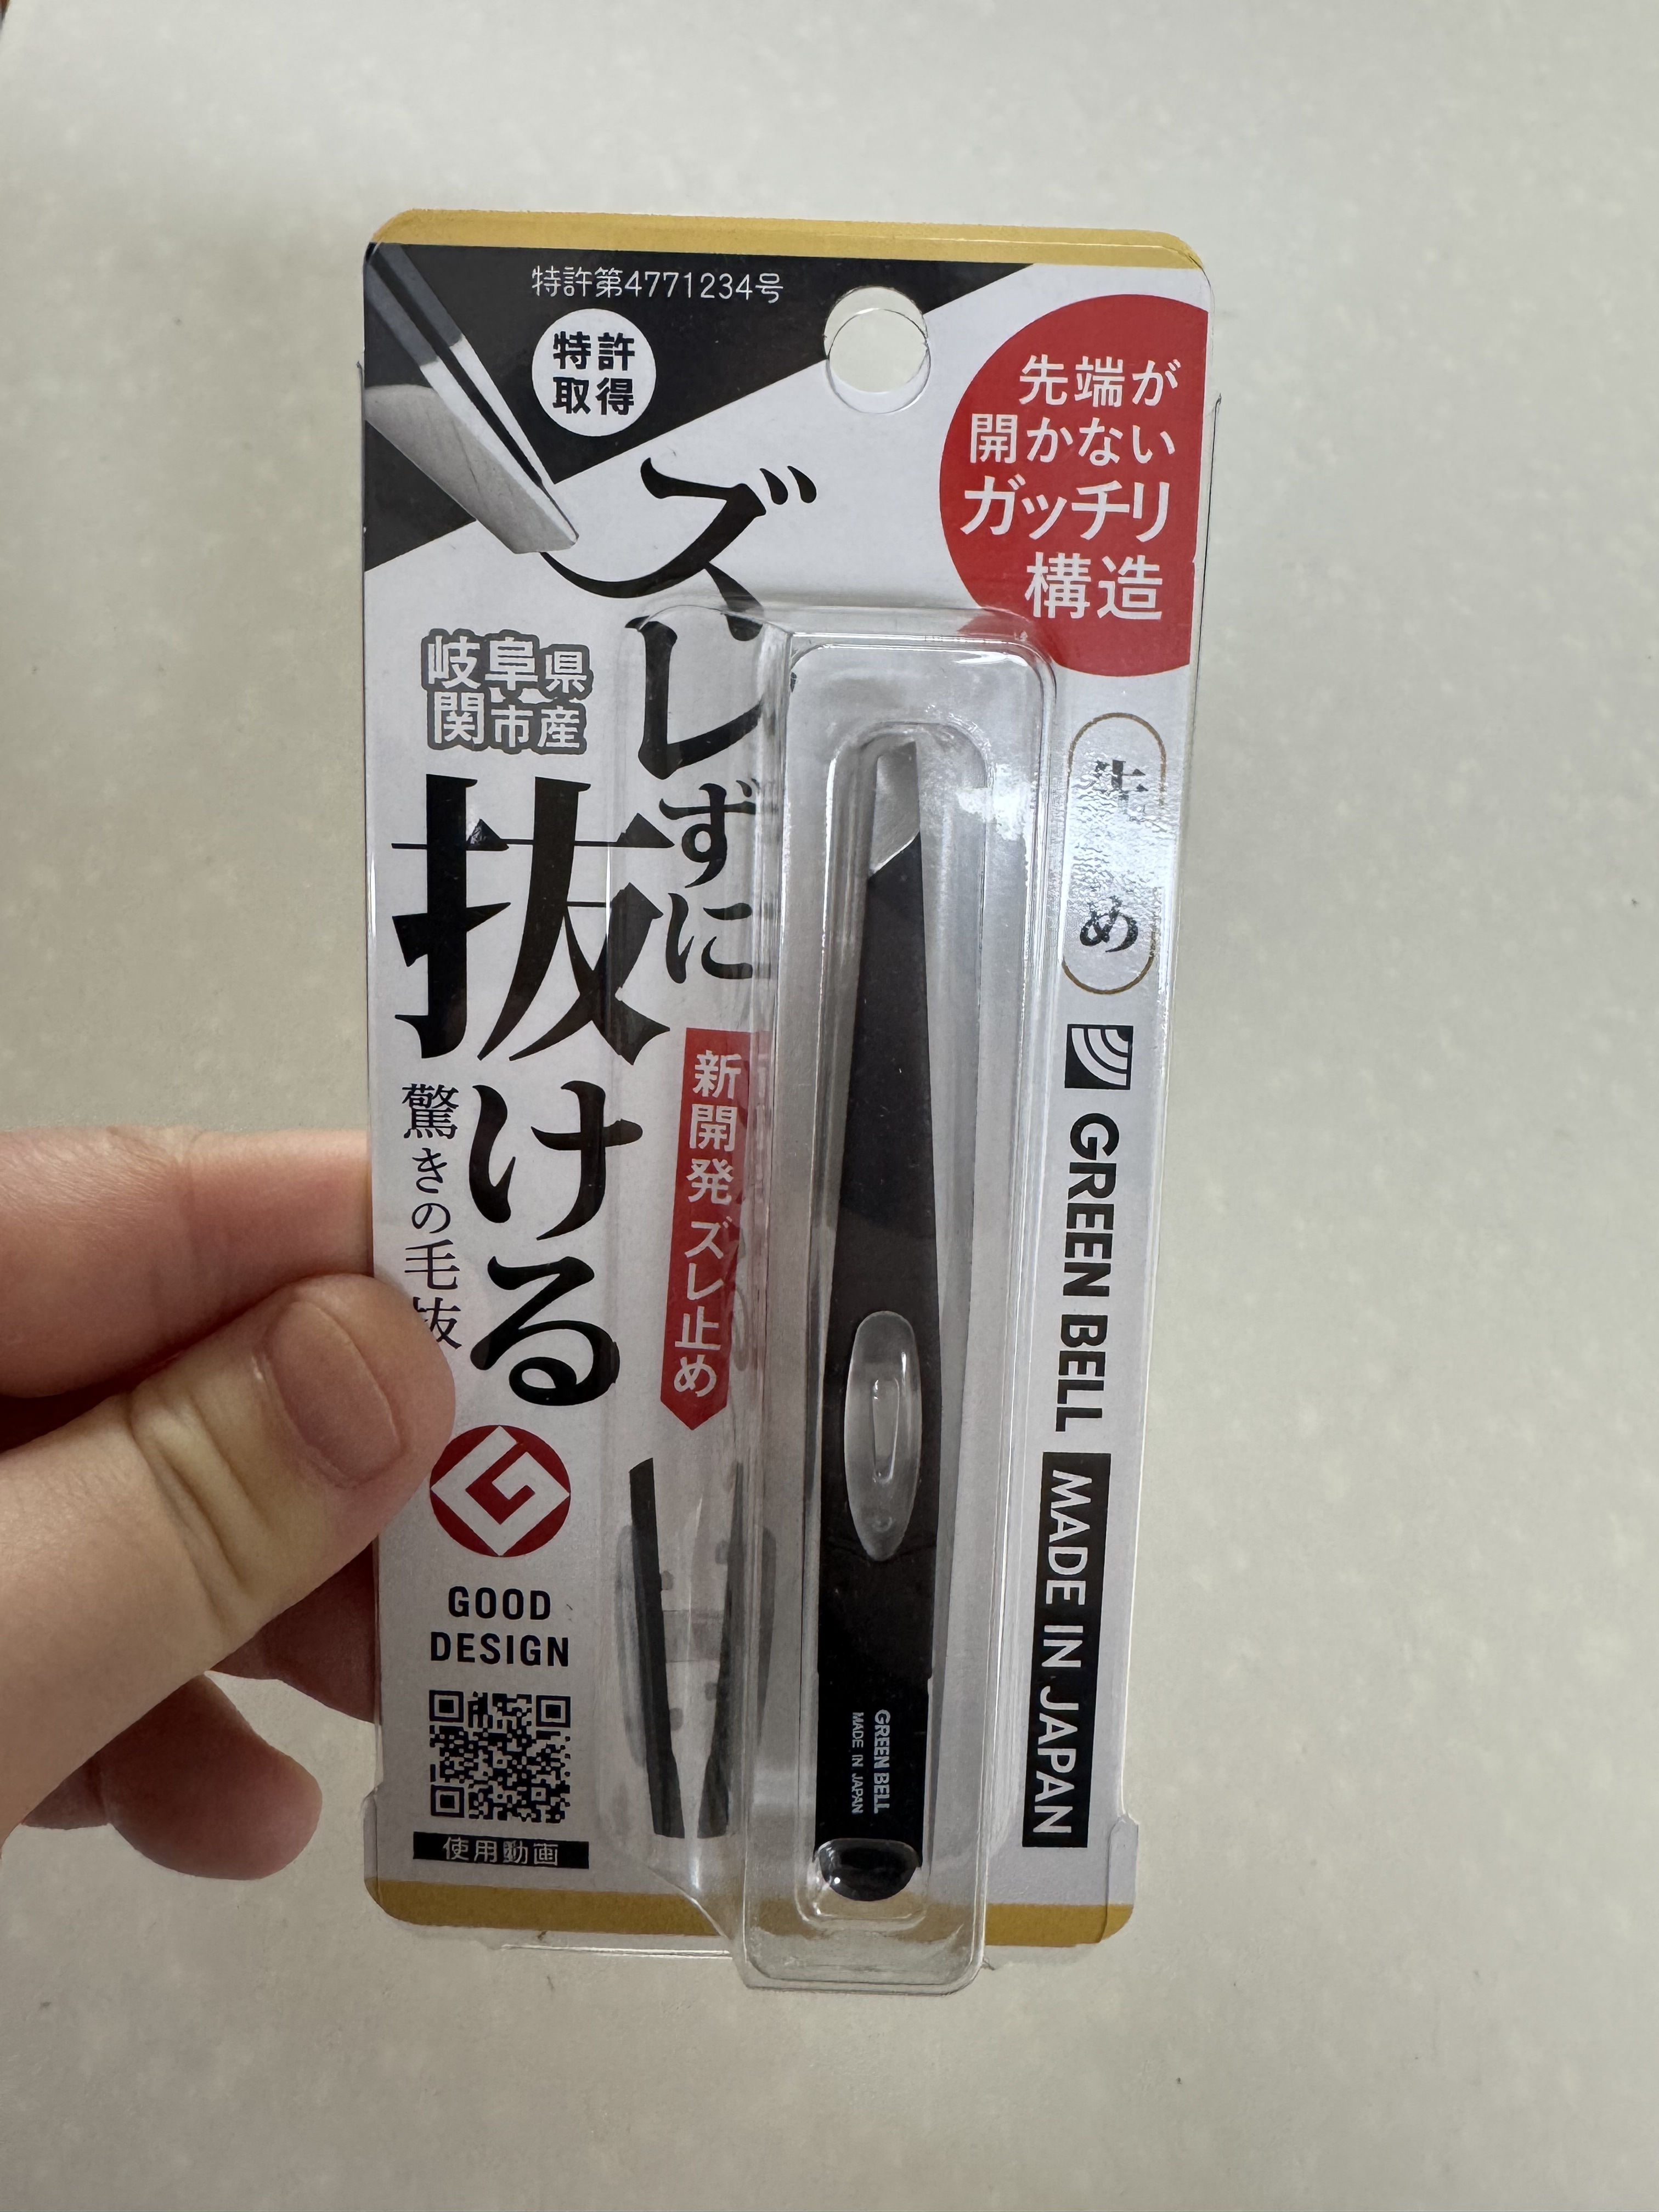 特許第4771234号
特許
取得
先端が
開かない
ガッチリ
構造
ズレずに
抜ける
岐阜県
関市産
驚きの毛抜
新開発ズレ止め
め
GREEN BELL
MADE IN JAPAN
GOOD
DESIGN
使用動画
GREEN BELL
MADE IN JAPAN